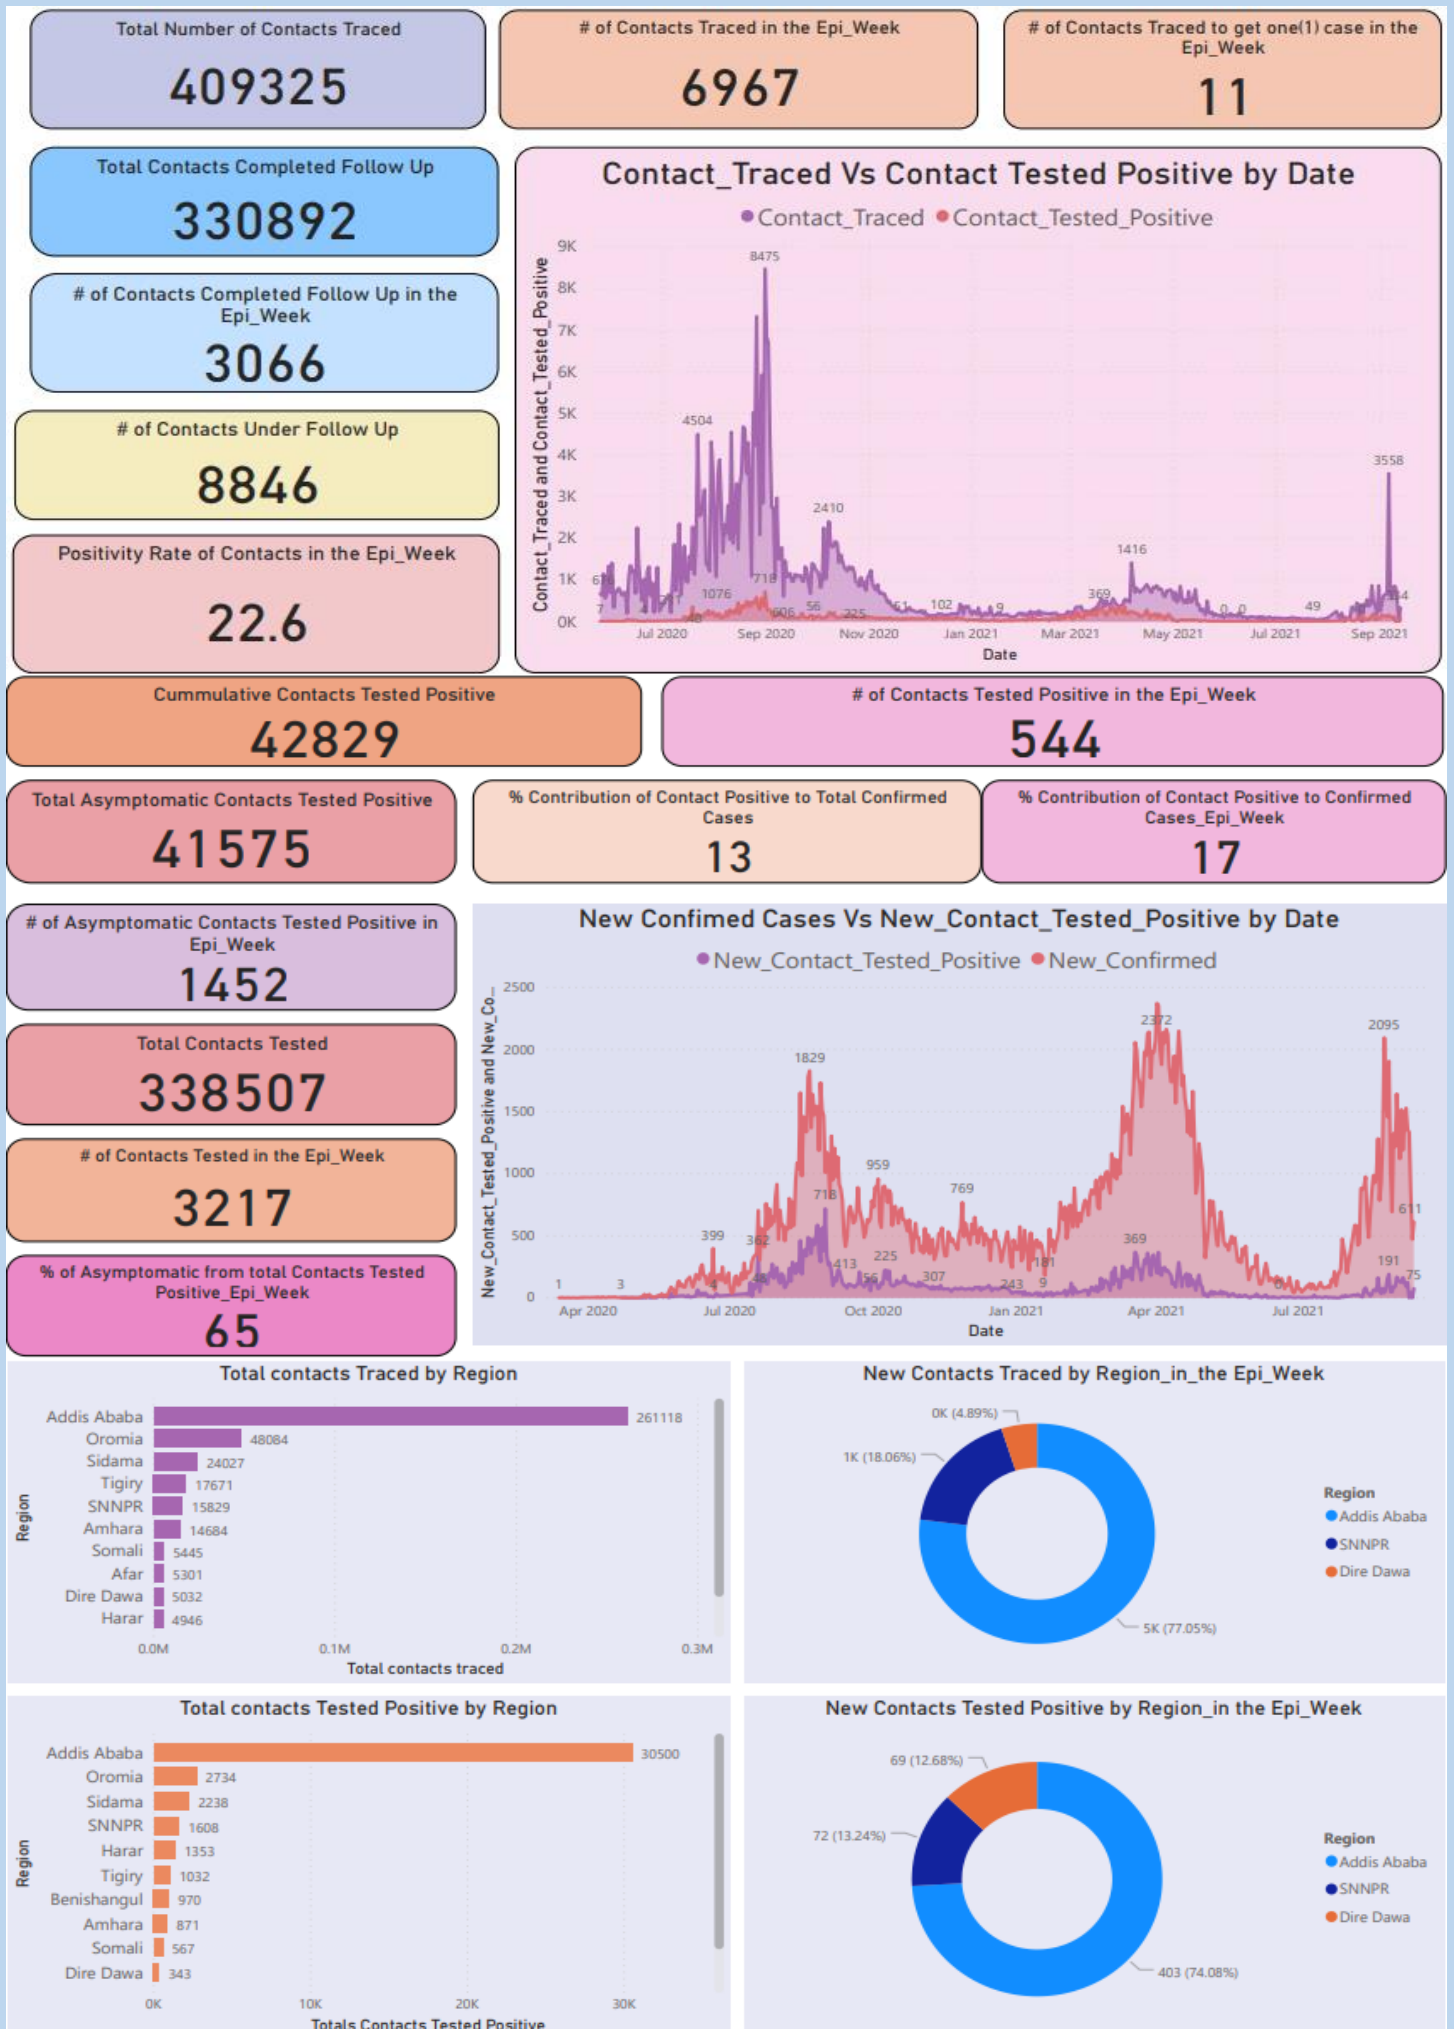 Total Number of Contacts Traced
409325
# of Contacts Traced in the Epi_Week
6967
# of Contacts Traced to get one(1) case in the
Epi_Week
11
Total Contacts Completed Follow Up
330892
# of Contacts Completed Follow Up in the
Epi_Week
3066
# of Contacts Under Follow Up
8846
Positivity Rate of Contacts in the Epi_Week
22.6
Contact_Traced Vs Contact Tested Positive by Date
Contact_Traced Contact_Tested_Positive
Contact_Traced and Contact_Tested_Positive
9K
8K
7K
6K
5K
4K
3K
2K
1K
0K
8475
4504
2410
1416
3558
7
1076
718
606
56
225
51
102
9
369
0 0
49
Jul 2020 Sep 2020 Nov 2020 Jan 2021 Mar 2021 May 2021 Jul 2021 Sep 2021
Date
Cummulative Contacts Tested Positive
42829
# of Contacts Tested Positive in the Epi_Week
544
Total Asymptomatic Contacts Tested Positive
41575
% Contribution of Contact Positive to Total Confirmed
Cases
13
% Contribution of Contact Positive to Confirmed
Cases_Epi_Week
17
# of Asymptomatic Contacts Tested Positive in
Epi_Week
1452
Total Contacts Tested
338507
# of Contacts Tested in the Epi_Week
3217
% of Asymptomatic from total Contacts Tested
Positive_Epi_Week
65
New Confimed Cases Vs New_Contact_Tested_Positive by Date
New_Contact_Tested_Positive New_Confirmed
New_Contact_Tested_Positive and New_Co...
2500
2000
1500
1000
500
0
1
3
399
362
1829
718
413
959
225
307
769
243
181
9
2372
369
2095
611
191
75
Apr 2020 Jul 2020 Oct 2020 Jan 2021 Apr 2021 Jul 2021
Date
Total contacts Traced by Region
Region
Addis Ababa 261118
Oromia 48084
Sidama 24027
Tigiry 17671
SNNPR 15829
Amhara 14684
Somali 5445
Afar 5301
Dire Dawa 5032
Harar 4946
0.0M 0.1M 0.2M 0.3M
Total contacts traced
New Contacts Traced by Region_in_the Epi_Week
0K (4.89%)
1K (18.06%)
5K (77.05%)
Region
Addis Ababa
SNNPR
Dire Dawa
Total contacts Tested Positive by Region
Region
Addis Ababa 30500
Oromia 2734
Sidama 2238
SNNPR 1608
Harar 1353
Tigiry 1032
Benishangul 970
Amhara 871
Somali 567
Dire Dawa 343
0K 10K 20K 30K
Totals Contacts Tested Positive
New Contacts Tested Positive by Region_in the Epi_Week
69 (12.68%)
72 (13.24%)
403 (74.08%)
Region
Addis Ababa
SNNPR
Dire Dawa